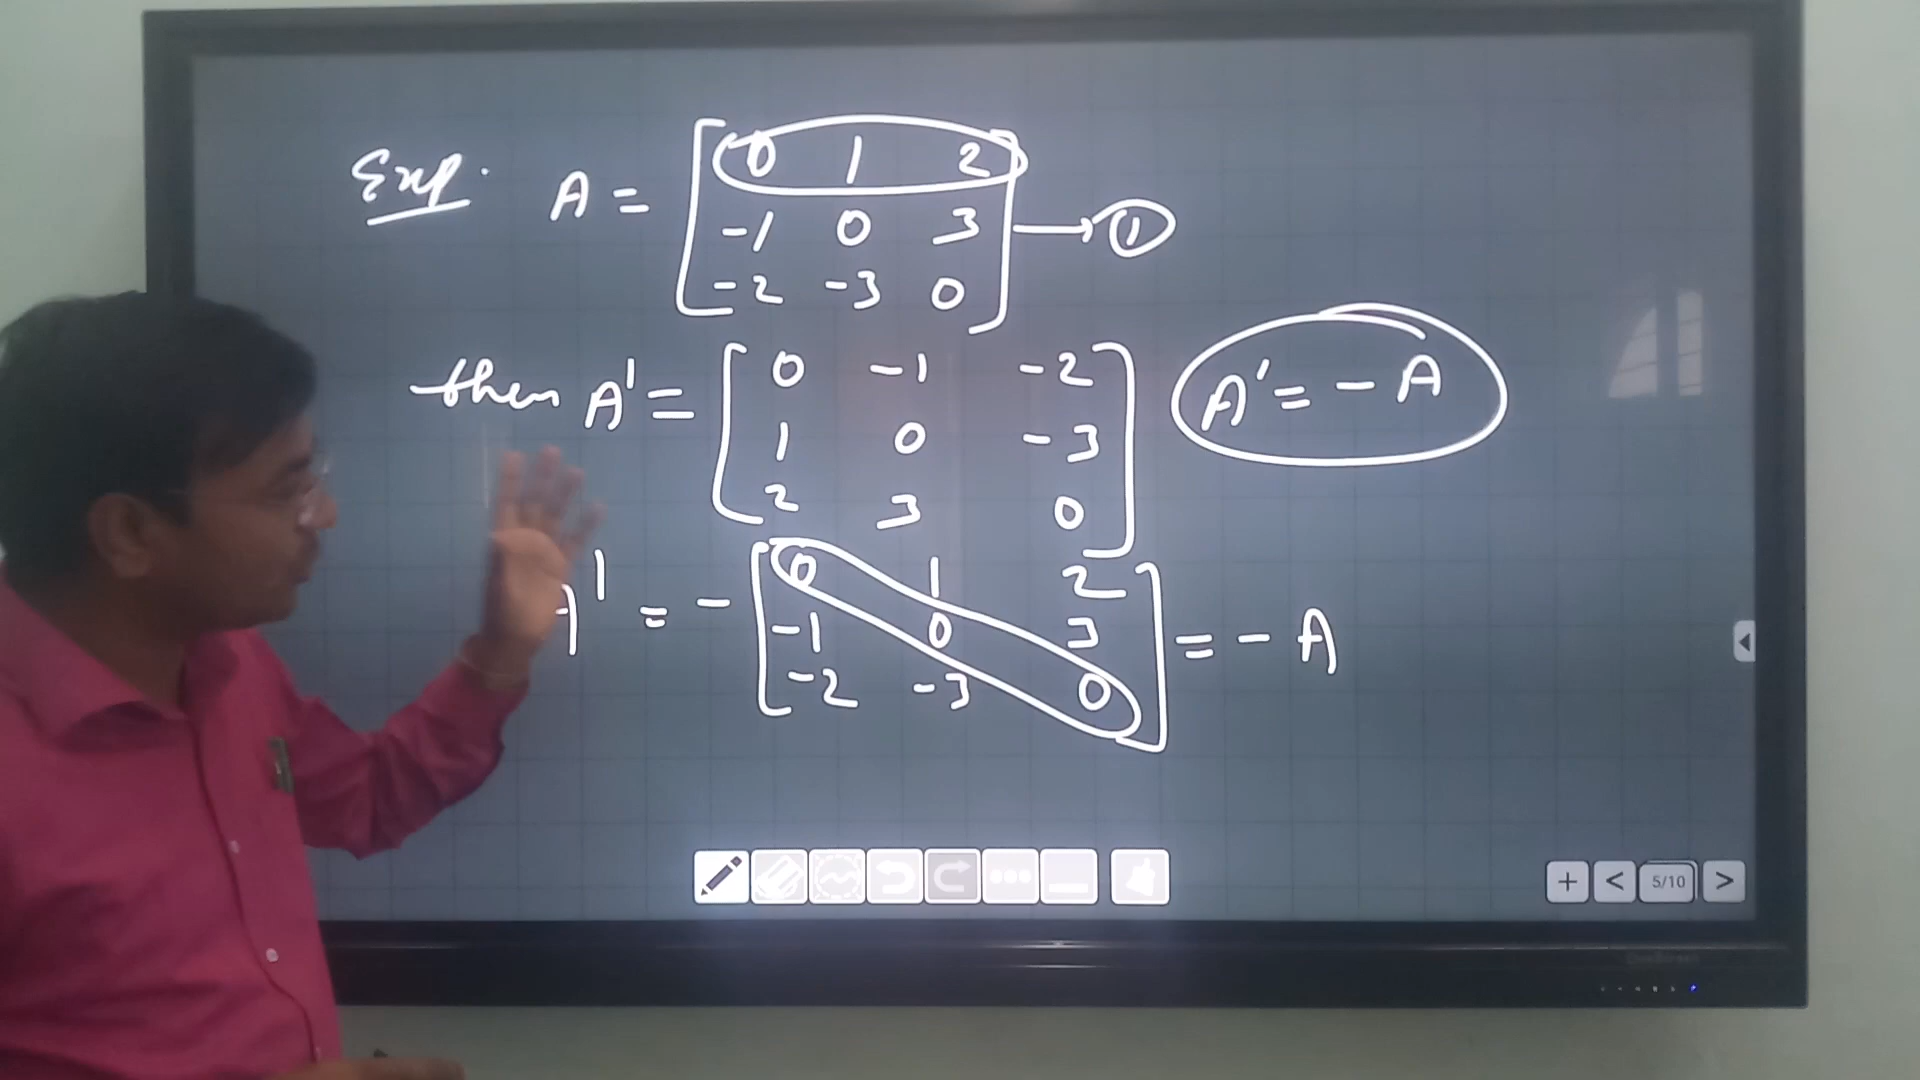 Exp. A = [0 1 2
-1 0 3
-2 -3 0] → ①
then A' = [0 -1 -2
1 0 -3
2 3 0]
A' = -A
A' = - [0 1 2
-1 0 3
-2 -3 0] = - A
+ < 5/10 >